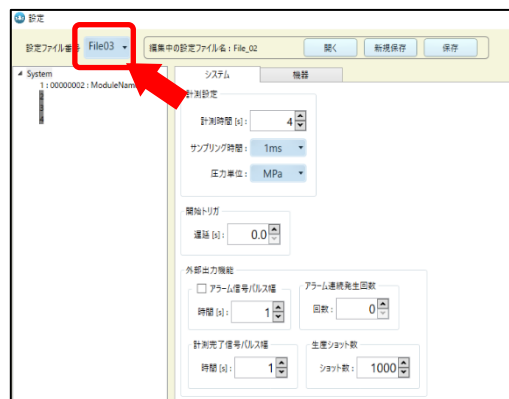 設定
設定ファイル番号 File03 編集中の設定ファイル名：File_02 開く 新規保存 保存
System
1：00000002：ModuleName
システム 機器
計測設定
計測時間 [s]： 4
サンプリング時間： 1ms
圧力単位： MPa
開始トリガ
遅延 [s]： 0.0
外部出力機能
アラーム信号パルス幅 アラーム連続発生回数
時間 [s]： 1 回数： 0
計測完了信号パルス幅 生産ショット数
時間 [s]： 1 ショット数： 1000